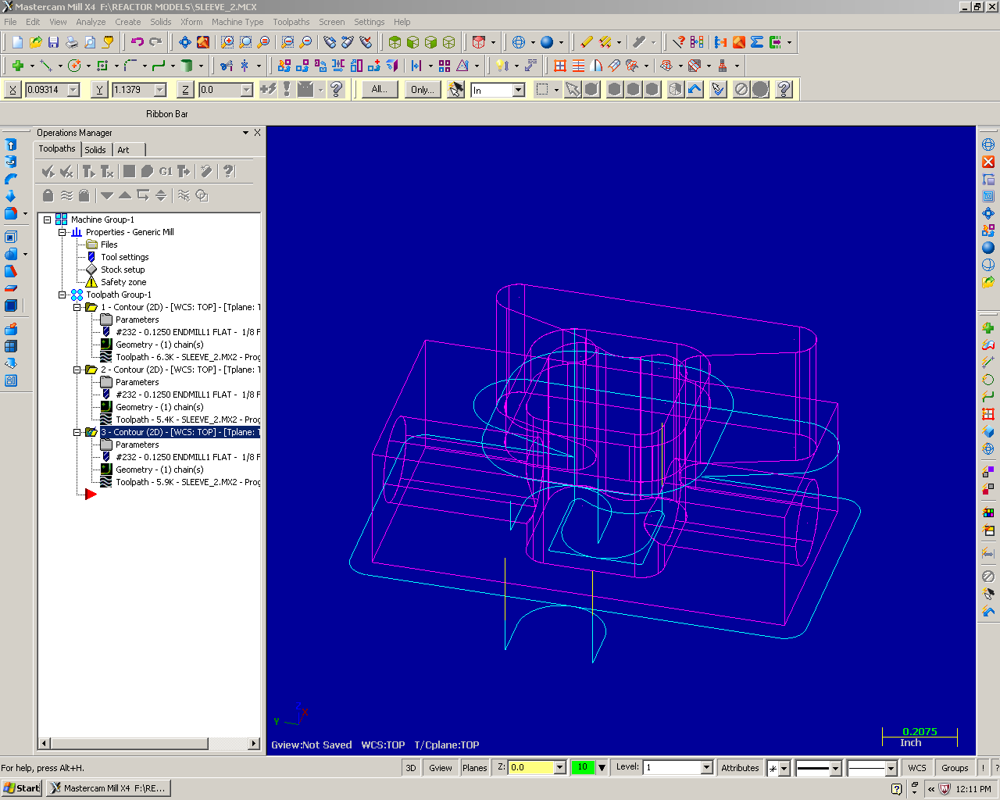 Mastercam Mill X4 F:\REACTOR MODELS\SLEEVE_2.MCX
File Edit View Analyze Create Solids Xform Machine Type Toolpaths Screen Settings Help
G1
X 0.09314 Y 1.1379 Z 0.0 All... Only... In
Ribbon Bar
Operations Manager
Toolpaths Solids Art
G1
Machine Group-1
Properties - Generic Mill
Files
Tool settings
Stock setup
Safety zone
Toolpath Group-1
1 - Contour (2D) - [WCS: TOP] - [Tplane: T
Parameters
#232 - 0.1250 ENDMILL1 FLAT - 1/8 F
Geometry - (1) chain(s)
Toolpath - 6.3K - SLEEVE_2.MX2 - Prog
2 - Contour (2D) - [WCS: TOP] - [Tplane: T
Parameters
#232 - 0.1250 ENDMILL1 FLAT - 1/8 F
Geometry - (1) chain(s)
Toolpath - 5.4K - SLEEVE_2.MX2 - Prog
3 - Contour (2D) - [WCS: TOP] - [Tplane: T
Parameters
#232 - 0.1250 ENDMILL1 FLAT - 1/8 F
Geometry - (1) chain(s)
Toolpath - 5.9K - SLEEVE_2.MX2 - Prog
Z X
Y
Gview:Not Saved WCS:TOP T/Cplane:TOP
0.2075
Inch
For help, press Alt+H.
3D Gview Planes Z: 0.0 10 Level: 1 Attributes WCS Groups ! ?
Start Mastercam Mill X4 F:\RE... 12:11 PM